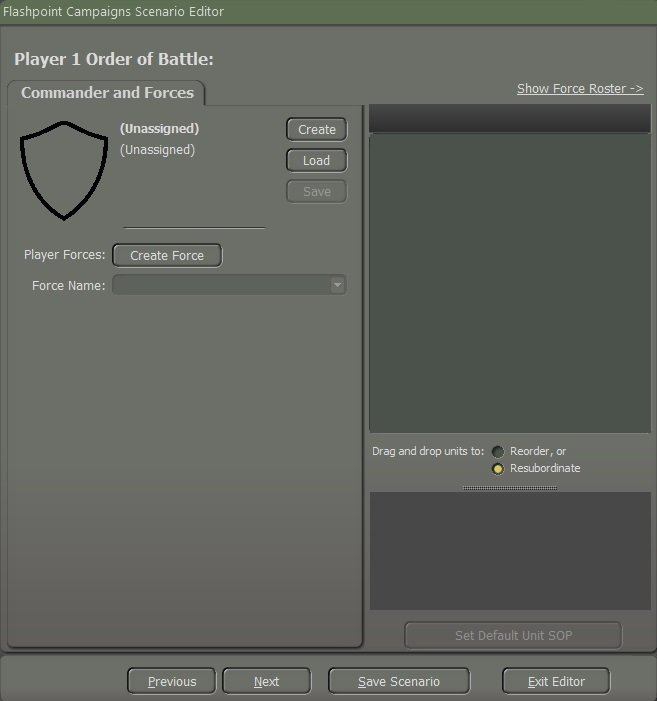 Flashpoint Campaigns Scenario Editor
Player 1 Order of Battle:
Commander and Forces
Show Force Roster ->
(Unassigned)
(Unassigned)
Create
Load
Save
Player Forces:
Create Force
Force Name:
Drag and drop units to:
Reorder, or
Resubordinate
Set Default Unit SOP
Previous
Next
Save Scenario
Exit Editor